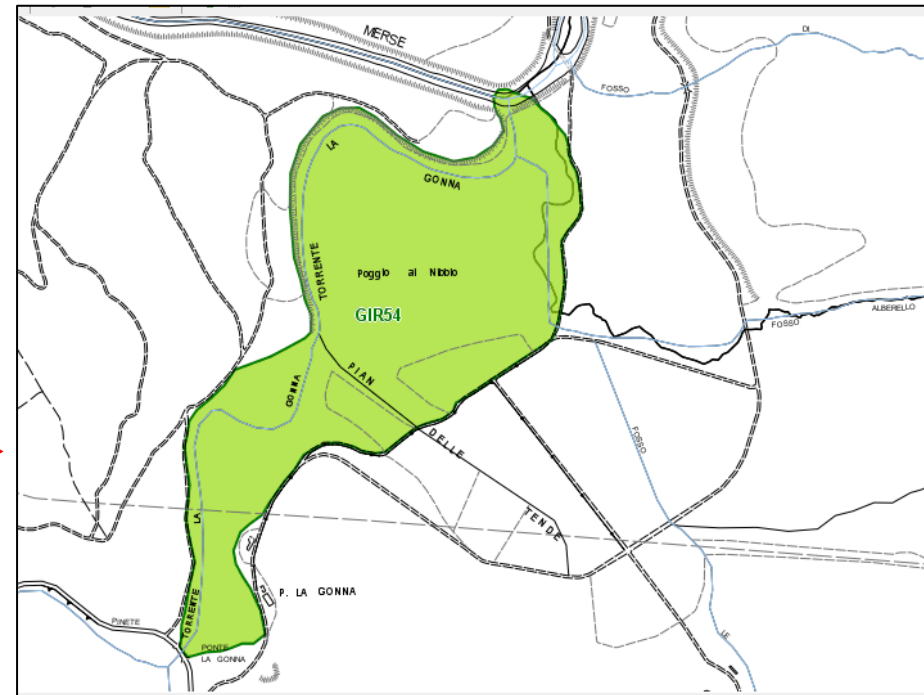 MERSE
DI
FOSSO
LA
GONNA
TORRENTE
Poggio al Nibbio
GIR54
ALBERELLO
FOSSO
PIAN
GONNA
DELLE
FOSSO
TENDE
LA
P. LA GONNA
TORRENTE
PINETE
LE
PONTE
LA GONNA